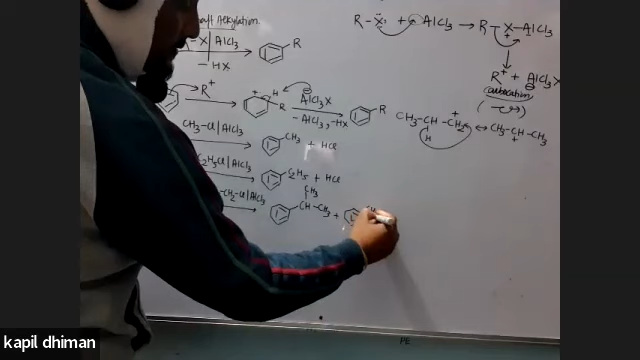 aft Alkylation
R-X: + AlCl3 → R-X-AlCl3
-X | AlCl3
R
- HX
R+ + AlCl3X
carbocation
R+
+ H
R
AlCl3X
- AlCl3, -HX
R
CH3-CH-CH2+ ↔ CH3-CH-CH3
H
+
CH3-Cl | AlCl3
CH3 + HCl
C2H5-Cl | AlCl3
C2H5 + HCl
CH3
-CH2-Cl | AlCl3
CH-CH3 +
PE
kapil dhiman